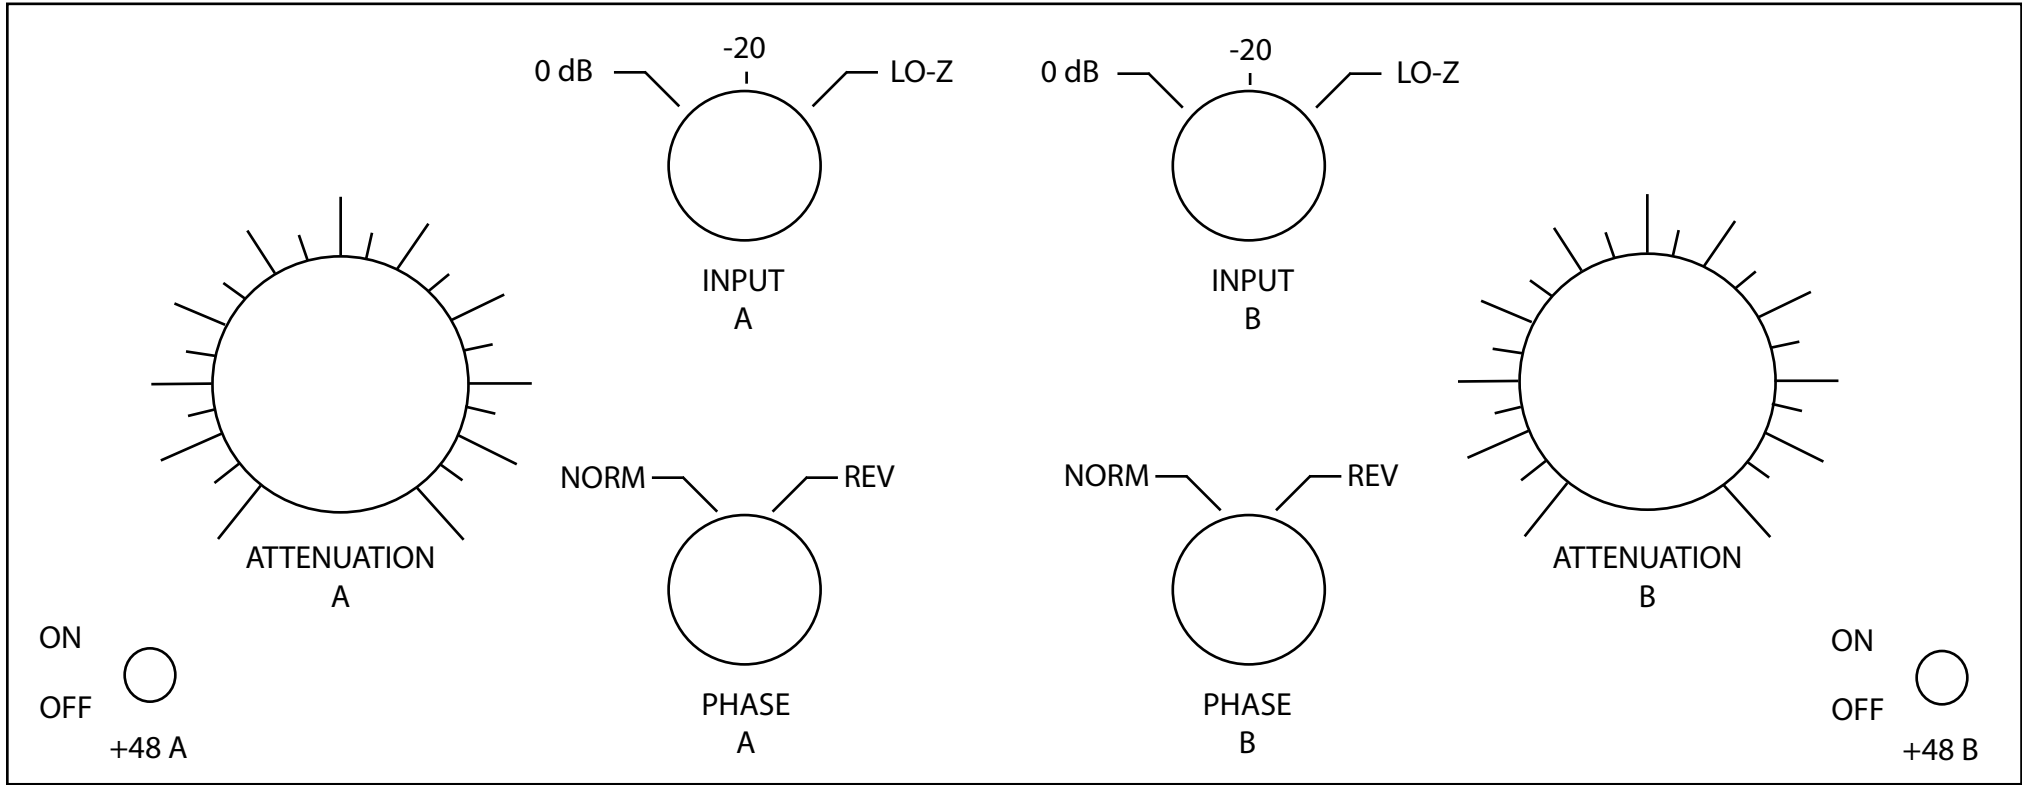 -20
0 dB
LO-Z
INPUT
A
-20
0 dB
LO-Z
INPUT
B
NORM
REV
NORM
REV
ATTENUATION
A
ATTENUATION
B
ON
OFF
+48 A
PHASE
A
PHASE
B
ON
OFF
+48 B